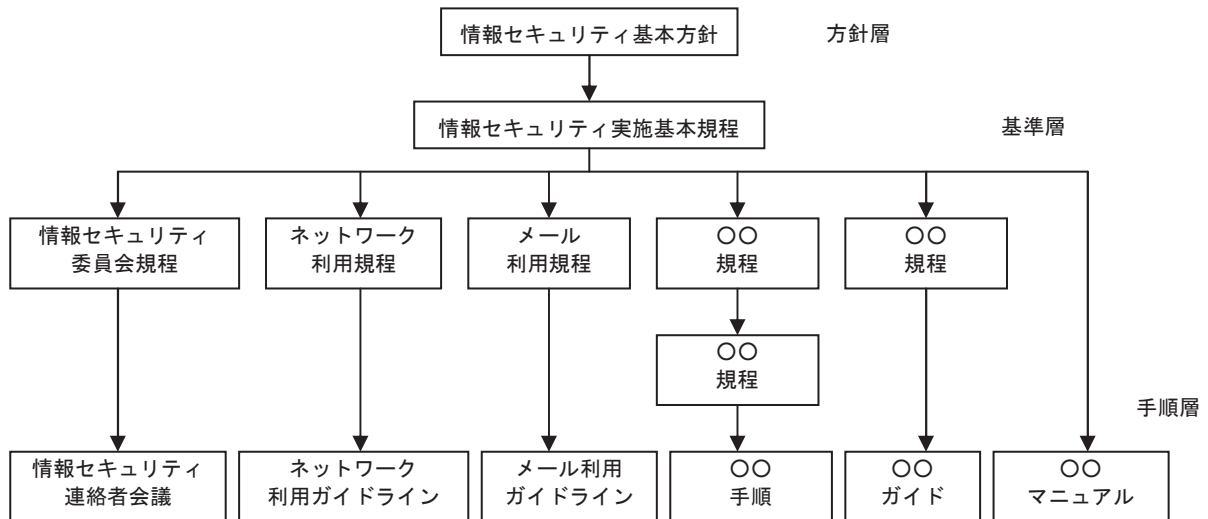 情報セキュリティ基本方針
方針層
情報セキュリティ実施基本規程
基準層
情報セキュリティ
委員会規程
ネットワーク
利用規程
メール
利用規程
○○
規程
○○
規程
○○
規程
手順層
情報セキュリティ
連絡者会議
ネットワーク
利用ガイドライン
メール利用
ガイドライン
○○
手順
○○
ガイド
○○
マニュアル